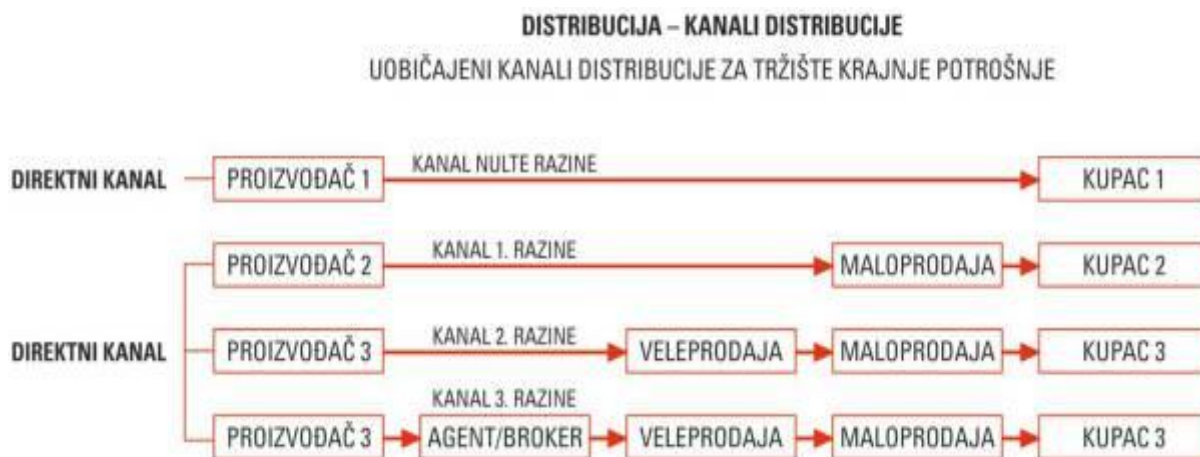 DISTRIBUCIJA – KANALI DISTRIBUCIJE
UOBIČAJENI KANALI DISTRIBUCIJE ZA TRŽIŠTE KRAJNJE POTROŠNJE
DIREKTNI KANAL PROIZVOĐAČ 1 KANAL NULTE RAZINE KUPAC 1
KANAL 1. RAZINE
PROIZVOĐAČ 2 MALOPRODAJA KUPAC 2
KANAL 2. RAZINE
DIREKTNI KANAL PROIZVOĐAČ 3 VELEPRODAJA MALOPRODAJA KUPAC 3
KANAL 3. RAZINE
PROIZVOĐAČ 3 AGENT/BROKER VELEPRODAJA MALOPRODAJA KUPAC 3